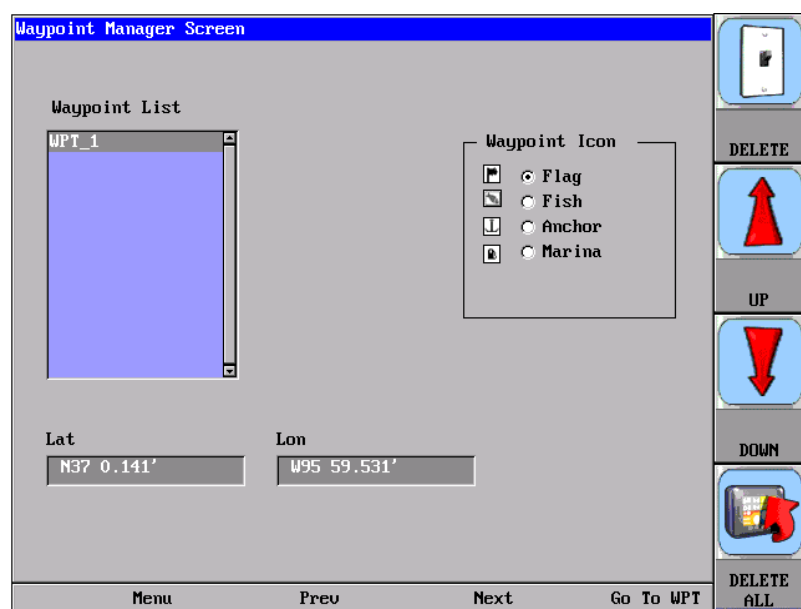 Waypoint Manager Screen
Waypoint List
WPT_1
Waypoint Icon
Flag
Fish
Anchor
Marina
Lat
Lon
N37 0.141'
W95 59.531'
Menu
Prev
Next
Go To WPT
DELETE
UP
DOWN
DELETE
ALL